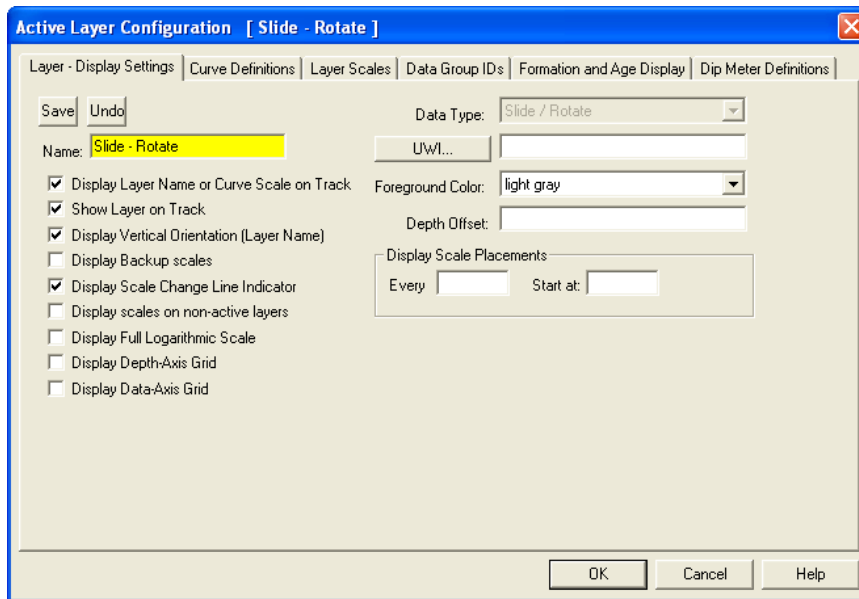 Active Layer Configuration [ Slide - Rotate ]
Layer - Display Settings Curve Definitions Layer Scales Data Group IDs Formation and Age Display Dip Meter Definitions
Save Undo
Name: Slide - Rotate
Display Layer Name or Curve Scale on Track
Show Layer on Track
Display Vertical Orientation (Layer Name)
Display Backup scales
Display Scale Change Line Indicator
Display scales on non-active layers
Display Full Logarithmic Scale
Display Depth-Axis Grid
Display Data-Axis Grid
Data Type: Slide / Rotate
UWI...
Foreground Color: light gray
Depth Offset:
Display Scale Placements
Every Start at:
OK Cancel Help